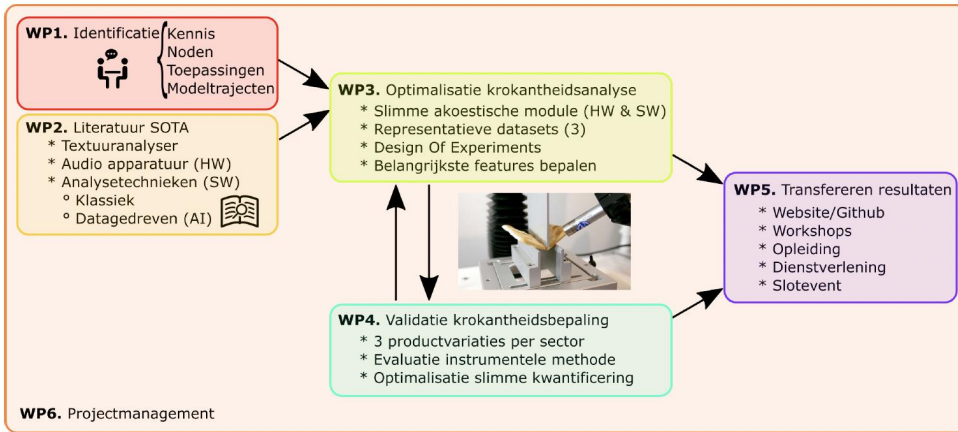 WP1. Identificatie
Kennis
Noden
Toepassingen
Modeltrajecten
WP2. Literatuur SOTA
* Textuuranalyser
* Audio apparatuur (HW)
* Analysetechnieken (SW)
° Klassiek
° Datagedreven (AI)
WP3. Optimalisatie krokantheidsanalyse
* Slimme akoestische module (HW & SW)
* Representatieve datasets (3)
* Design Of Experiments
* Belangrijkste features bepalen
WP4. Validatie krokantheidsbepaling
* 3 productvariaties per sector
* Evaluatie instrumentele methode
* Optimalisatie slimme kwantificering
WP5. Transfereren resultaten
* Website/Github
* Workshops
* Opleiding
* Dienstverlening
* Slotevent
WP6. Projectmanagement